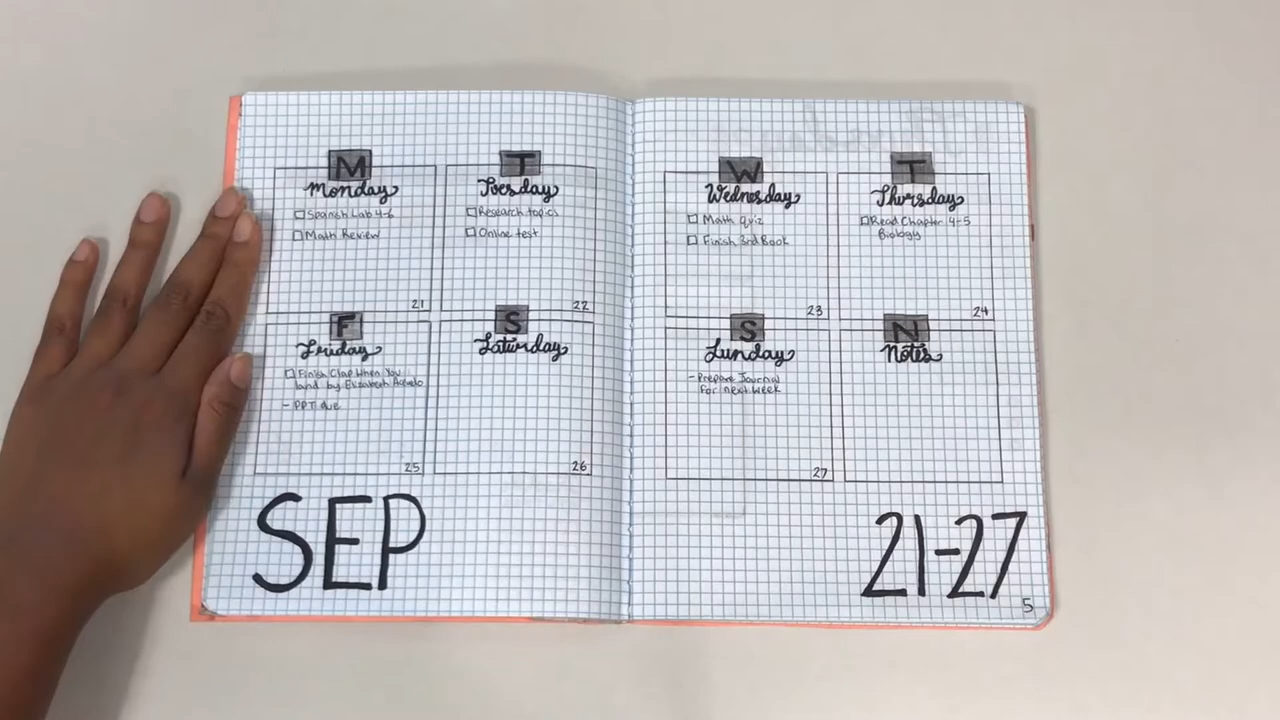 M
Monday
Spanish Lab 4-6
Math Review
21
T
Tuesday
Research topics
Online test
22
F
Friday
Finish Clap When You
land by Elizabeth Acevedo
- PPT due
25
S
Saturday
26
SEP
W
Wednesday
Math quiz
Finish 3rd Book
23
T
Thursday
Read Chapter 4-5
Biology
24
S
Sunday
- Prepare Journal
for next week
27
N
Notes
21-27
5